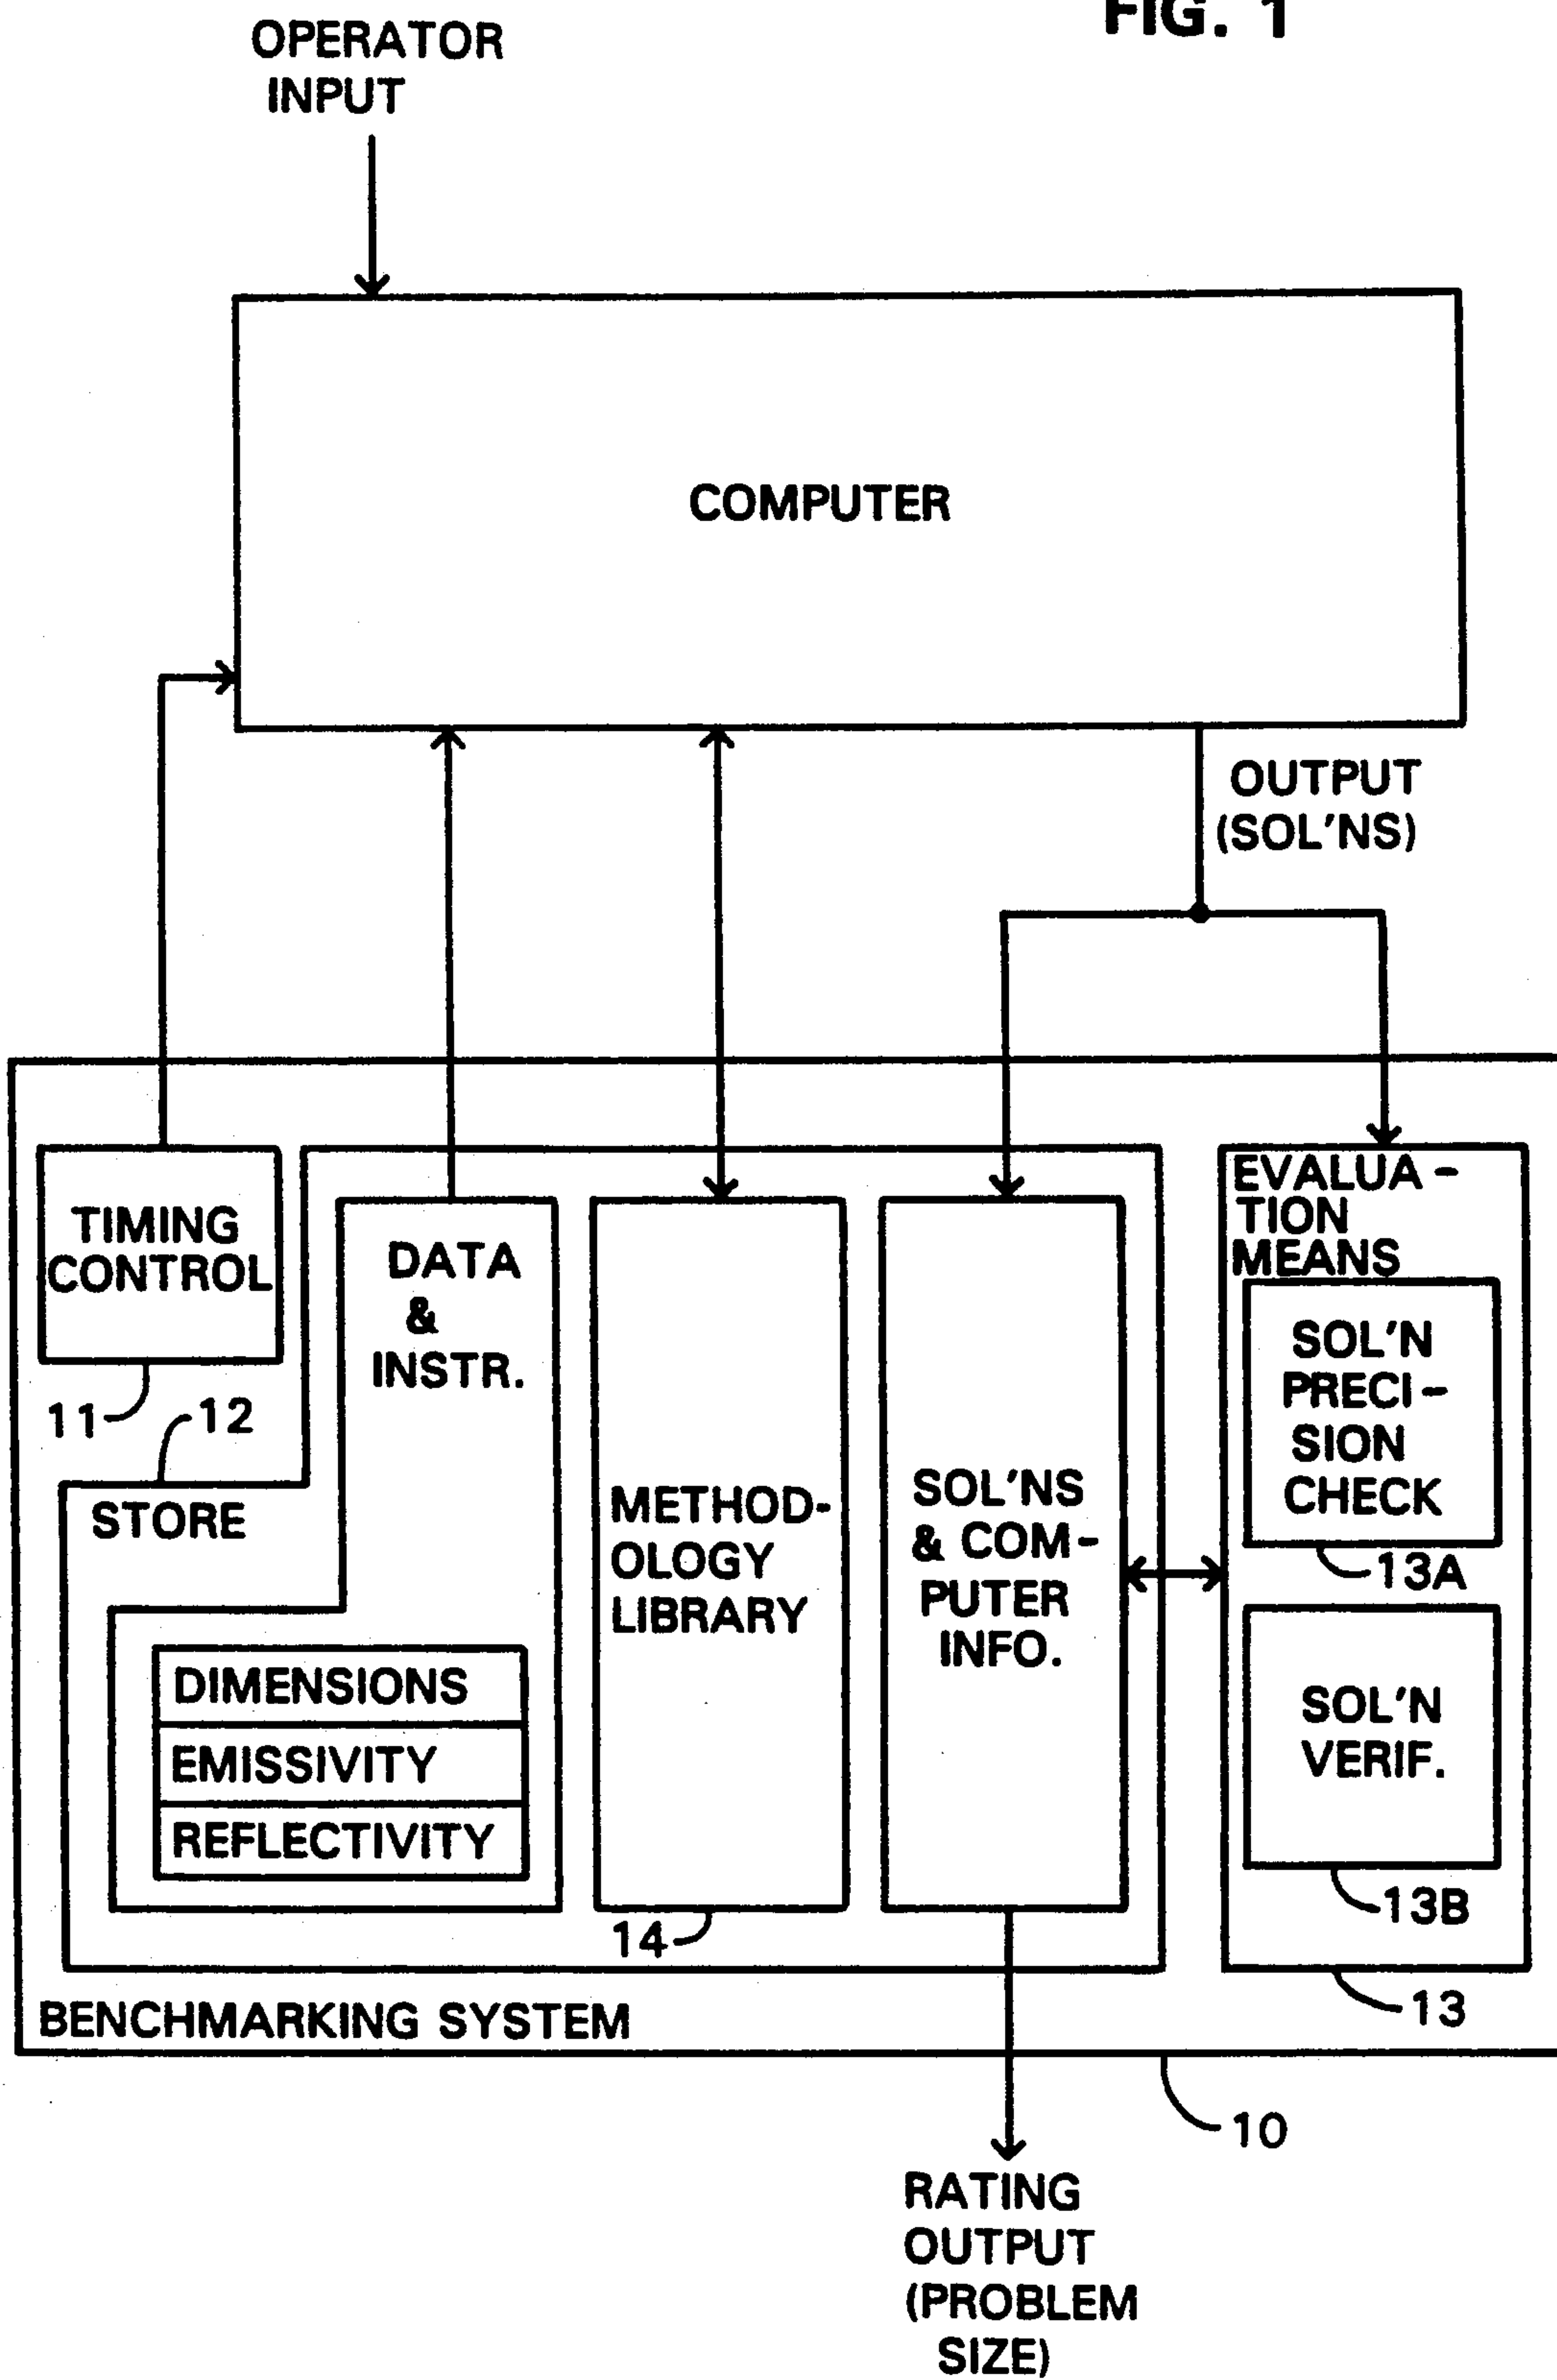 FIG. 1
OPERATOR
INPUT
COMPUTER
OUTPUT
(SOL'NS)
TIMING
CONTROL
11
12
STORE
DATA
&
INSTR.
DIMENSIONS
EMISSIVITY
REFLECTIVITY
METHOD-
OLOGY
LIBRARY
14
SOL'NS
& COM-
PUTER
INFO.
EVALUA-
TION
MEANS
SOL'N
PRECI-
SION
CHECK
13A
SOL'N
VERIF.
13B
13
BENCHMARKING SYSTEM
10
RATING
OUTPUT
(PROBLEM
SIZE)